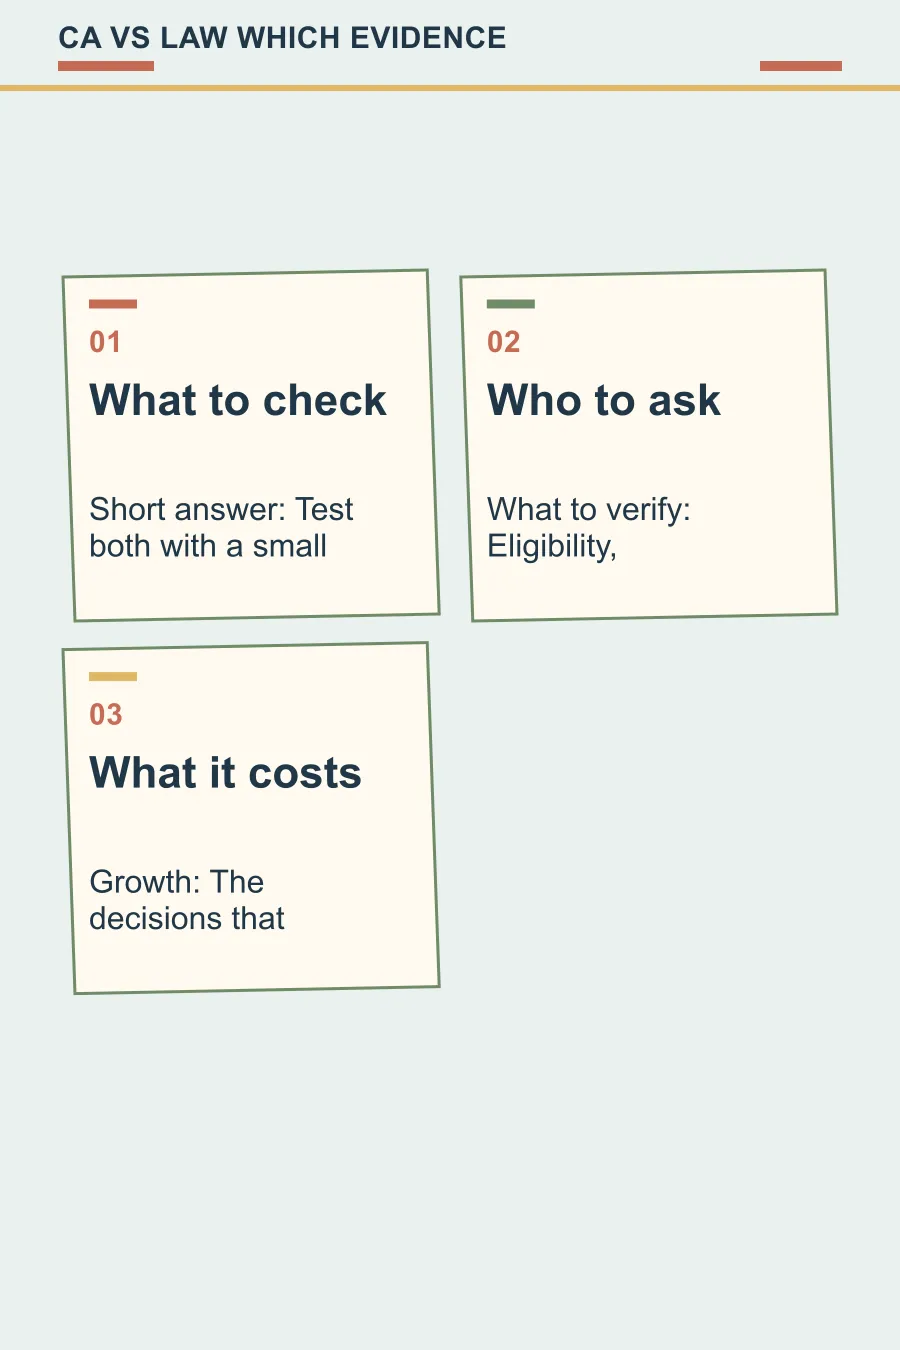 CA VS LAW WHICH EVIDENCE
01
What to check
Short answer: Test
both with a small
02
Who to ask
What to verify:
Eligibility,
03
What it costs
Growth: The
decisions that